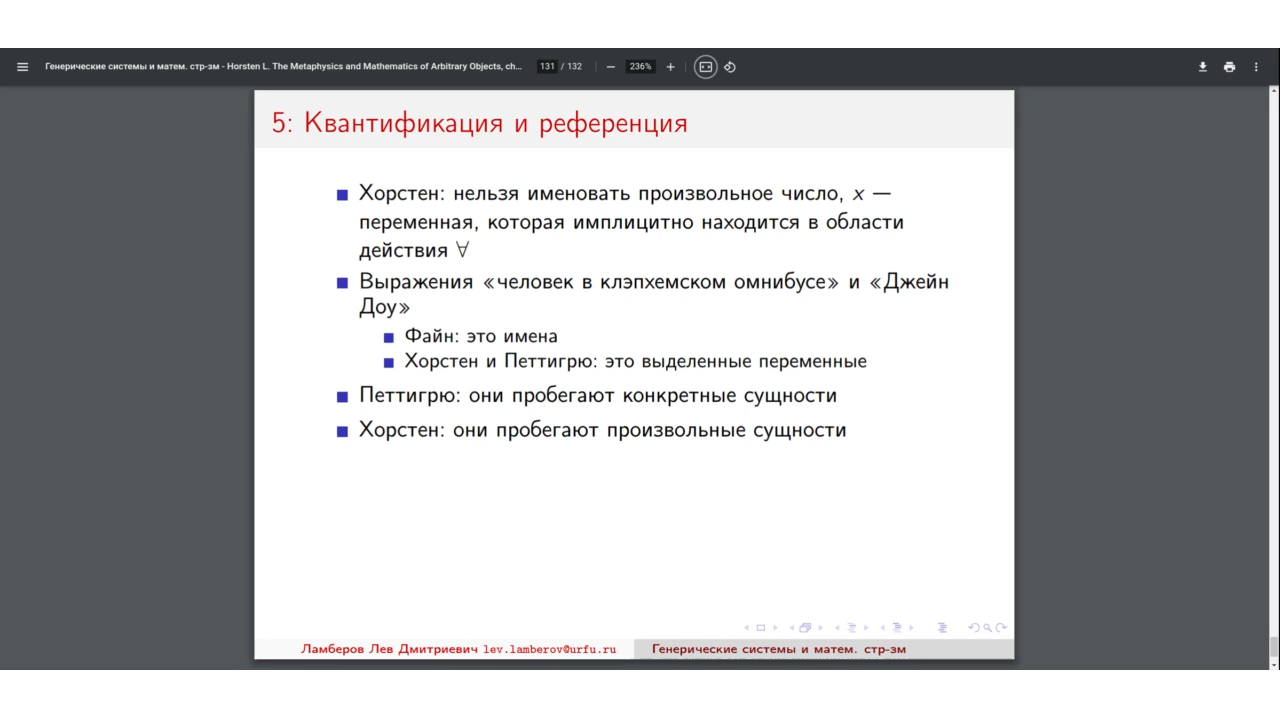 Генерические системы и матем. стр-зм - Horsten L. The Metaphysics and Mathematics of Arbitrary Objects, ch... 131 / 132 236%
5: Квантификация и референция
Хорстен: нельзя именовать произвольное число, x —
переменная, которая имплицитно находится в области
действия ∀
Выражения «человек в клэпхемском омнибусе» и «Джейн
Доу»
Файн: это имена
Хорстен и Петтигрю: это выделенные переменные
Петтигрю: они пробегают конкретные сущности
Хорстен: они пробегают произвольные сущности
Ламберов Лев Дмитриевич lev.lamberov@urfu.ru Генерические системы и матем. стр-зм